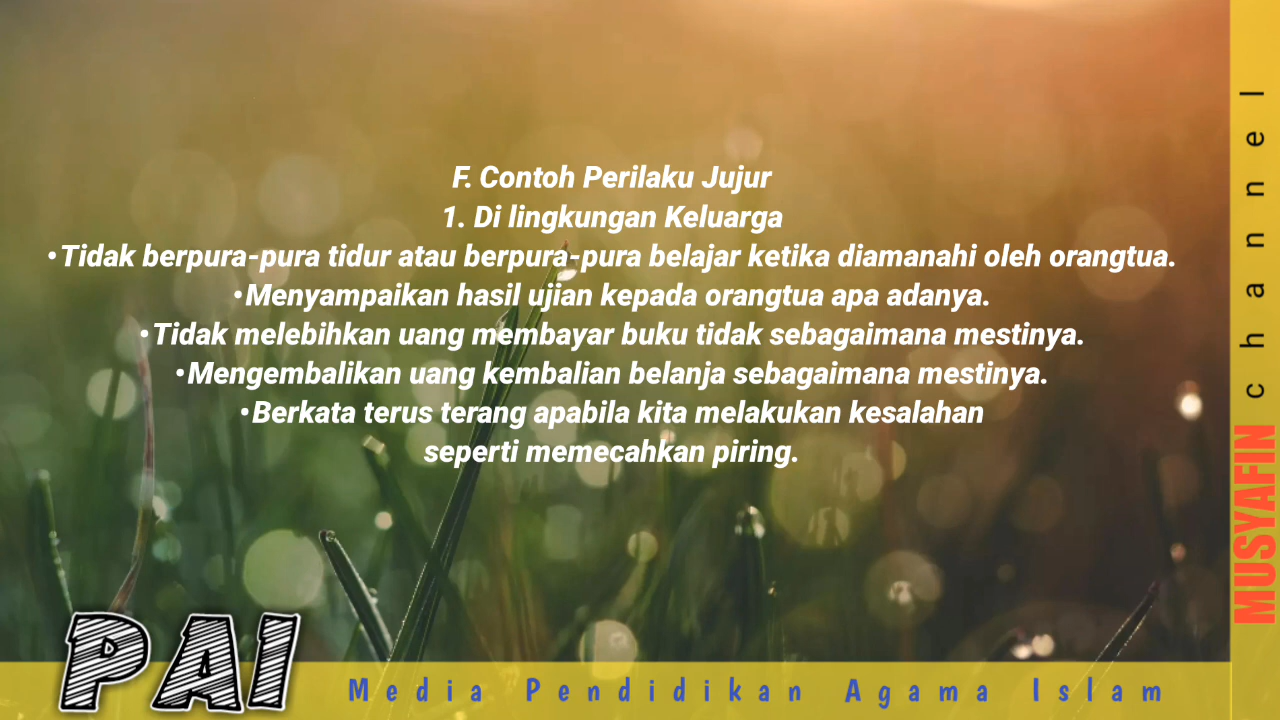 F. Contoh Perilaku Jujur
1. Di lingkungan Keluarga
•Tidak berpura-pura tidur atau berpura-pura belajar ketika diamanahi oleh orangtua.
•Menyampaikan hasil ujian kepada orangtua apa adanya.
•Tidak melebihkan uang membayar buku tidak sebagaimana mestinya.
•Mengembalikan uang kembalian belanja sebagaimana mestinya.
•Berkata terus terang apabila kita melakukan kesalahan
seperti memecahkan piring.
PAI
Media Pendidikan Agama Islam
MUSYAFIN channel